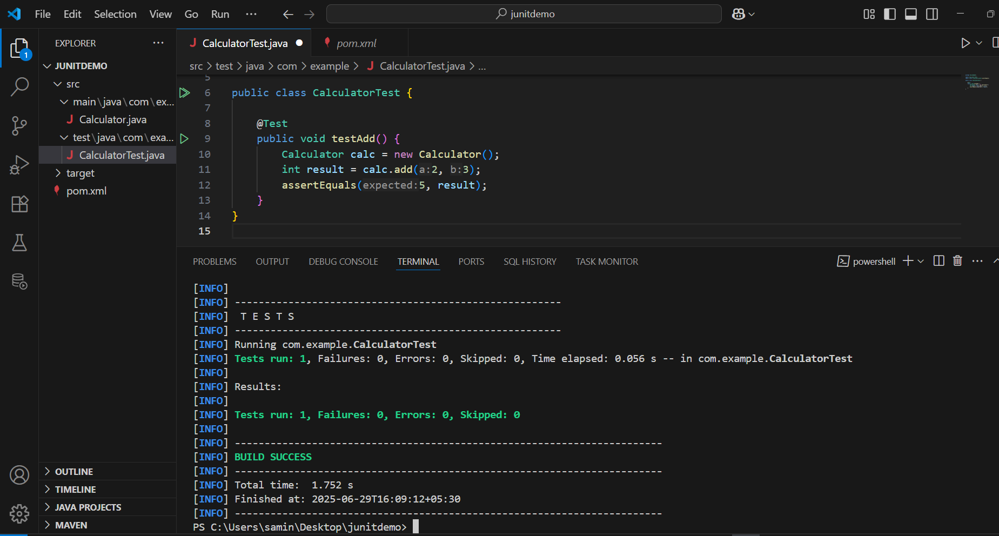 File Edit Selection View Go Run ...
junitdemo
EXPLORER ...
1
JUNITDEMO
src
main\java\com\ex...
J Calculator.java
test\java\com\exa...
J CalculatorTest.java
target
pom.xml
OUTLINE
TIMELINE
JAVA PROJECTS
MAVEN
J CalculatorTest.java
pom.xml
src > test > java > com > example > J CalculatorTest.java > ...
5
6 public class CalculatorTest {
7
8 @Test
9 public void testAdd() {
10 Calculator calc = new Calculator();
11 int result = calc.add(a:2, b:3);
12 assertEquals(expected:5, result);
13 }
14 }
15
PROBLEMS OUTPUT DEBUG CONSOLE TERMINAL PORTS SQL HISTORY TASK MONITOR
powershell
[INFO]
[INFO] -------------------------------------------------------
[INFO]  T E S T S
[INFO] -------------------------------------------------------
[INFO] Running com.example.CalculatorTest
[INFO] Tests run: 1, Failures: 0, Errors: 0, Skipped: 0, Time elapsed: 0.056 s -- in com.example.CalculatorTest
[INFO]
[INFO] Results:
[INFO]
[INFO] Tests run: 1, Failures: 0, Errors: 0, Skipped: 0
[INFO]
[INFO] ------------------------------------------------------------------------
[INFO] BUILD SUCCESS
[INFO] ------------------------------------------------------------------------
[INFO] Total time:  1.752 s
[INFO] Finished at: 2025-06-29T16:09:12+05:30
[INFO] ------------------------------------------------------------------------
PS C:\Users\samin\Desktop\junitdemo>